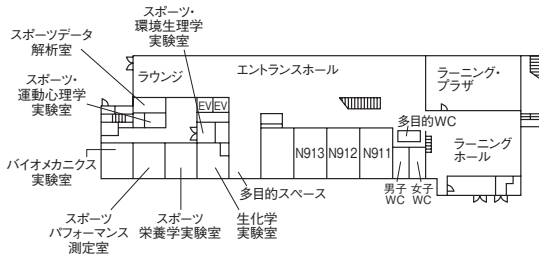 スポーツ・
環境生理学
実験室
スポーツデータ
解析室
ラウンジ
エントランスホール
ラーニング・
プラザ
スポーツ・
運動心理学
実験室
EV
EV
多目的WC
ラーニング
ホール
N913
N912
N911
バイオメカニクス
実験室
多目的スペース
男子
WC
女子
WC
スポーツ
パフォーマンス
測定室
スポーツ
栄養学実験室
生化学
実験室